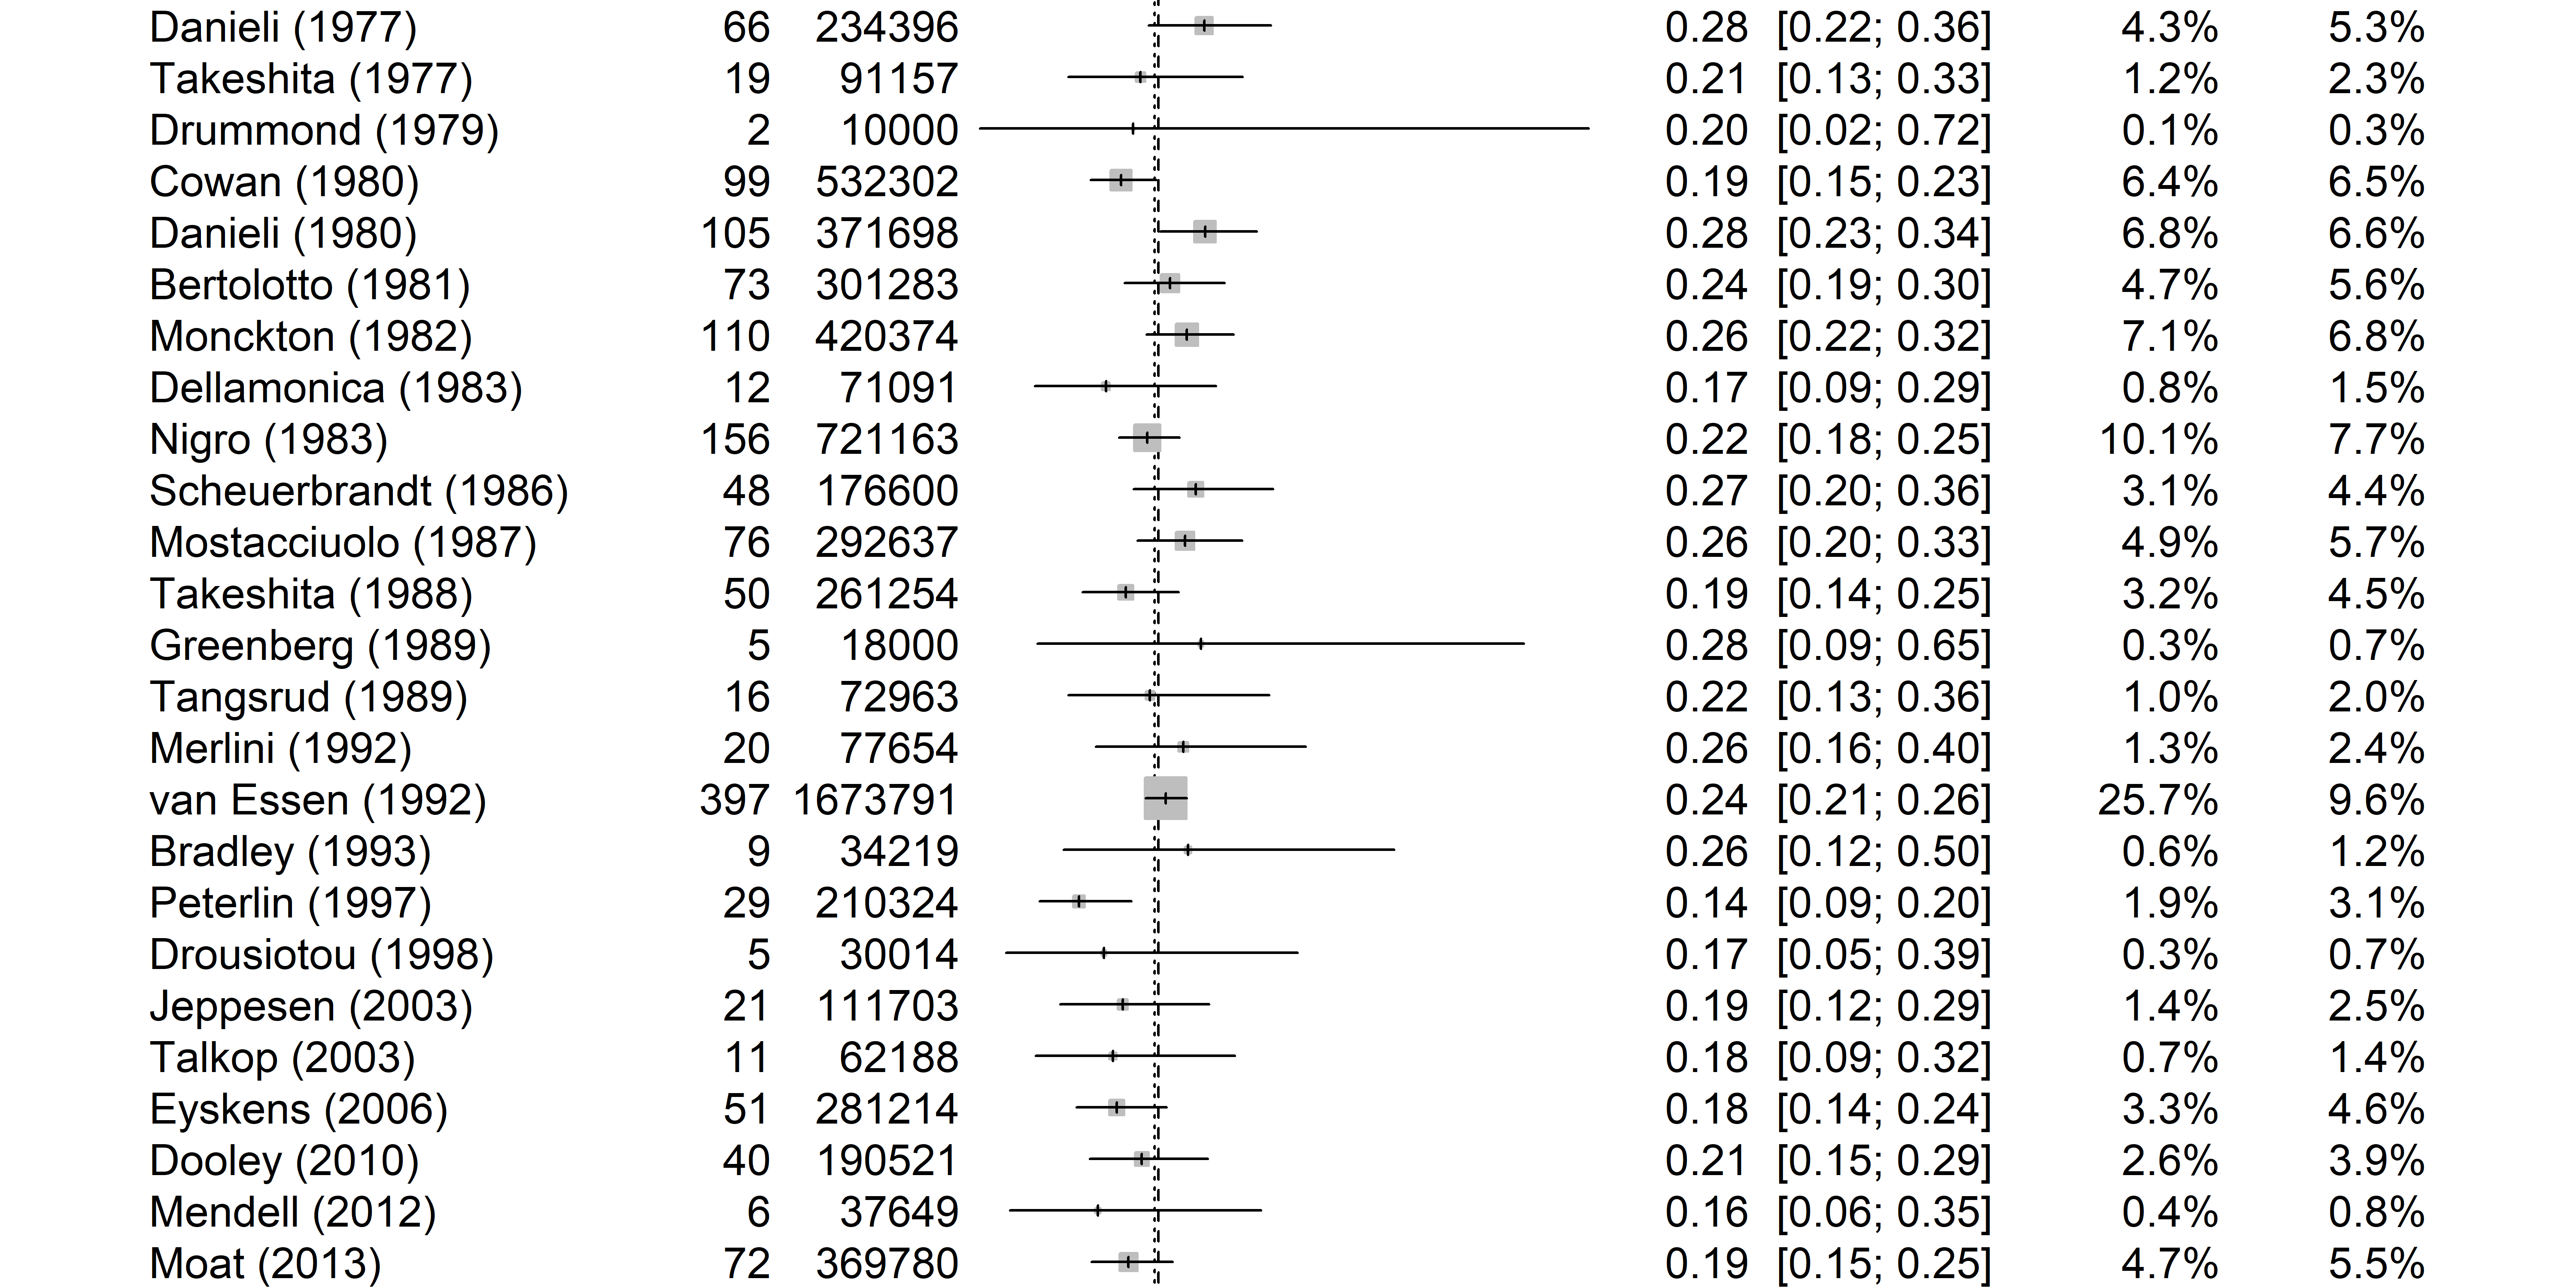 Danieli (1977) 66 234396 0.28 [0.22; 0.36] 4.3% 5.3%
Takeshita (1977) 19 91157 0.21 [0.13; 0.33] 1.2% 2.3%
Drummond (1979) 2 10000 0.20 [0.02; 0.72] 0.1% 0.3%
Cowan (1980) 99 532302 0.19 [0.15; 0.23] 6.4% 6.5%
Danieli (1980) 105 371698 0.28 [0.23; 0.34] 6.8% 6.6%
Bertolotto (1981) 73 301283 0.24 [0.19; 0.30] 4.7% 5.6%
Monckton (1982) 110 420374 0.26 [0.22; 0.32] 7.1% 6.8%
Dellamonica (1983) 12 71091 0.17 [0.09; 0.29] 0.8% 1.5%
Nigro (1983) 156 721163 0.22 [0.18; 0.25] 10.1% 7.7%
Scheuerbrandt (1986) 48 176600 0.27 [0.20; 0.36] 3.1% 4.4%
Mostacciuolo (1987) 76 292637 0.26 [0.20; 0.33] 4.9% 5.7%
Takeshita (1988) 50 261254 0.19 [0.14; 0.25] 3.2% 4.5%
Greenberg (1989) 5 18000 0.28 [0.09; 0.65] 0.3% 0.7%
Tangsrud (1989) 16 72963 0.22 [0.13; 0.36] 1.0% 2.0%
Merlini (1992) 20 77654 0.26 [0.16; 0.40] 1.3% 2.4%
van Essen (1992) 397 1673791 0.24 [0.21; 0.26] 25.7% 9.6%
Bradley (1993) 9 34219 0.26 [0.12; 0.50] 0.6% 1.2%
Peterlin (1997) 29 210324 0.14 [0.09; 0.20] 1.9% 3.1%
Drousiotou (1998) 5 30014 0.17 [0.05; 0.39] 0.3% 0.7%
Jeppesen (2003) 21 111703 0.19 [0.12; 0.29] 1.4% 2.5%
Talkop (2003) 11 62188 0.18 [0.09; 0.32] 0.7% 1.4%
Eyskens (2006) 51 281214 0.18 [0.14; 0.24] 3.3% 4.6%
Dooley (2010) 40 190521 0.21 [0.15; 0.29] 2.6% 3.9%
Mendell (2012) 6 37649 0.16 [0.06; 0.35] 0.4% 0.8%
Moat (2013) 72 369780 0.19 [0.15; 0.25] 4.7% 5.5%